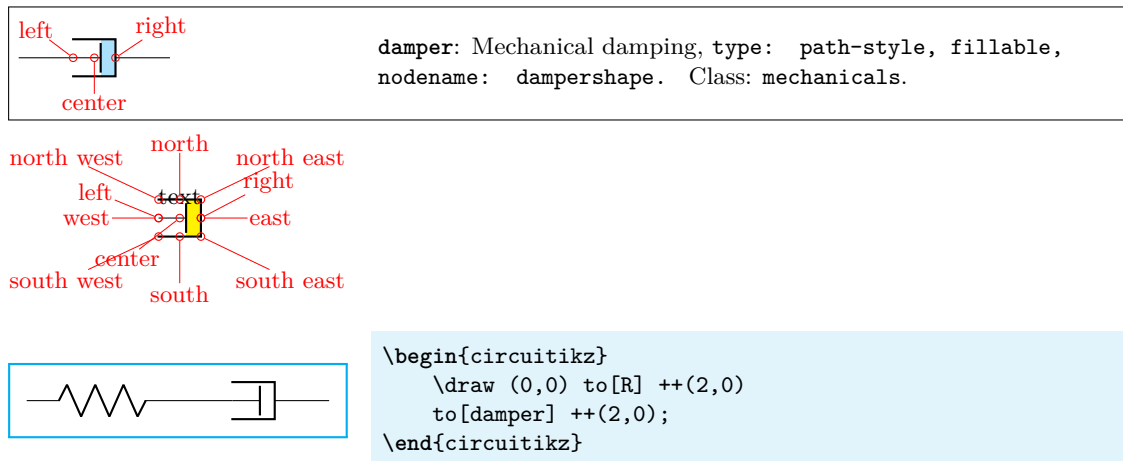 left
right
center
damper: Mechanical damping, type: path-style, fillable,
nodename: dampershape. Class: mechanicals.
north
north west
north east
text
right
left
west
east
center
south west
south east
south
\begin{circuitikz}
    \draw (0,0) to[R] ++(2,0)
    to[damper] ++(2,0);
\end{circuitikz}